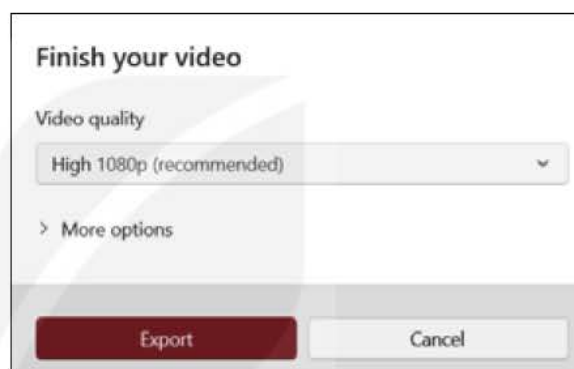 Finish your video
Video quality
High 1080p (recommended)
More options
Export Cancel